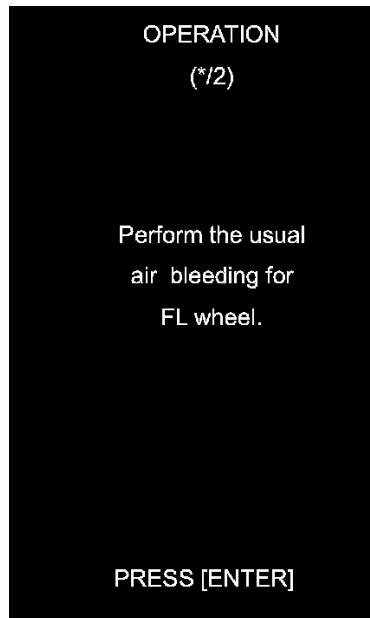 OPERATION
(*/2)
Perform the usual
air bleeding for
FL wheel.
PRESS [ENTER]